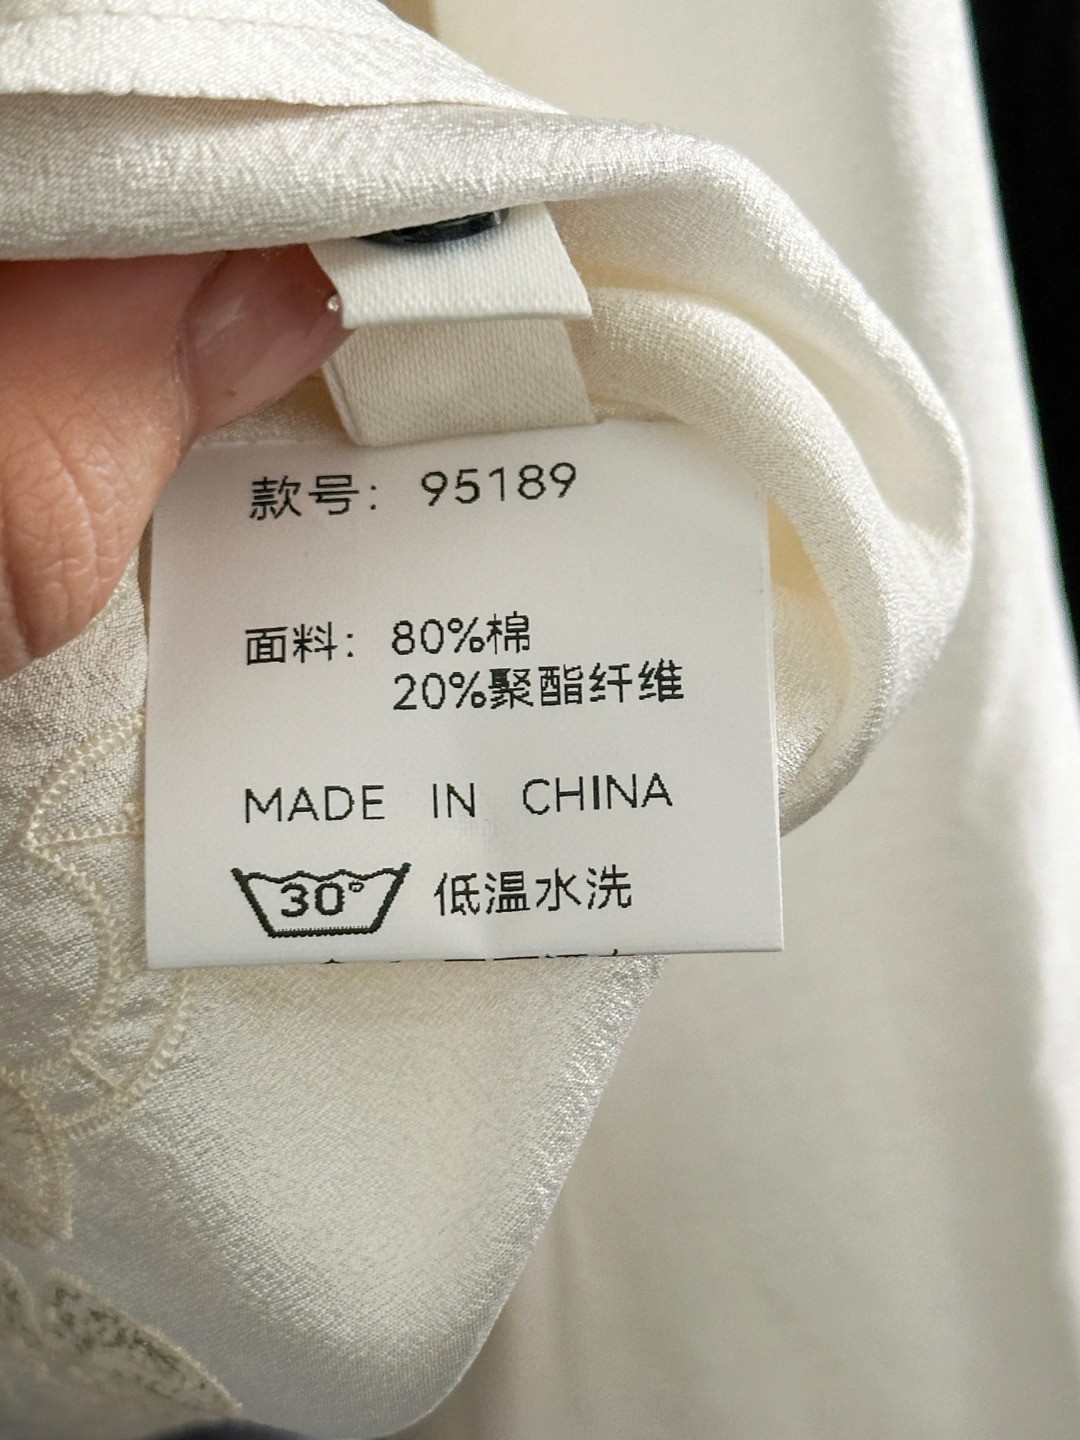 款号: 95189
面料: 80%棉
20%聚酯纤维
MADE IN CHINA
30° 低温水洗